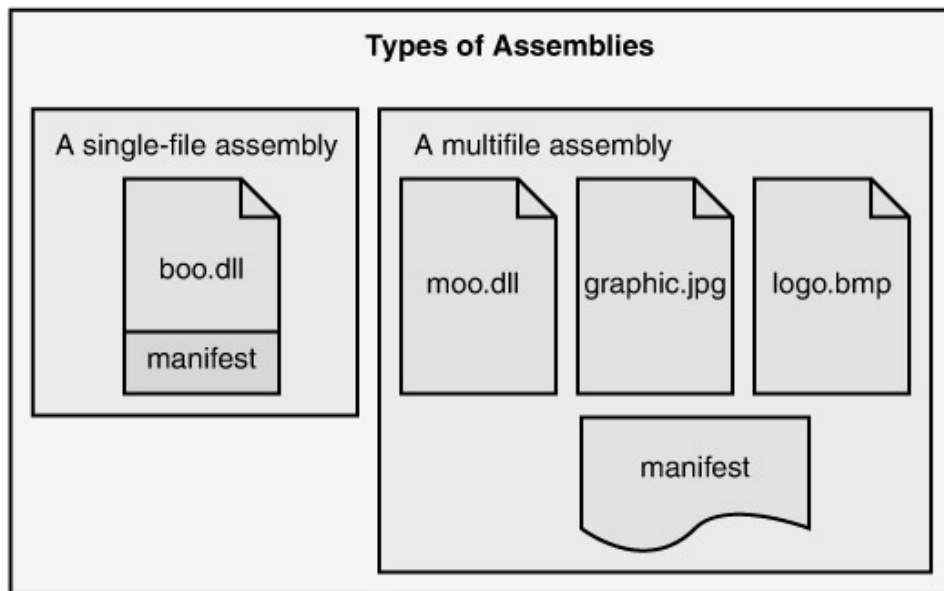 Types of Assemblies
A single-file assembly
boo.dll
manifest
A multifile assembly
moo.dll
graphic.jpg
logo.bmp
manifest